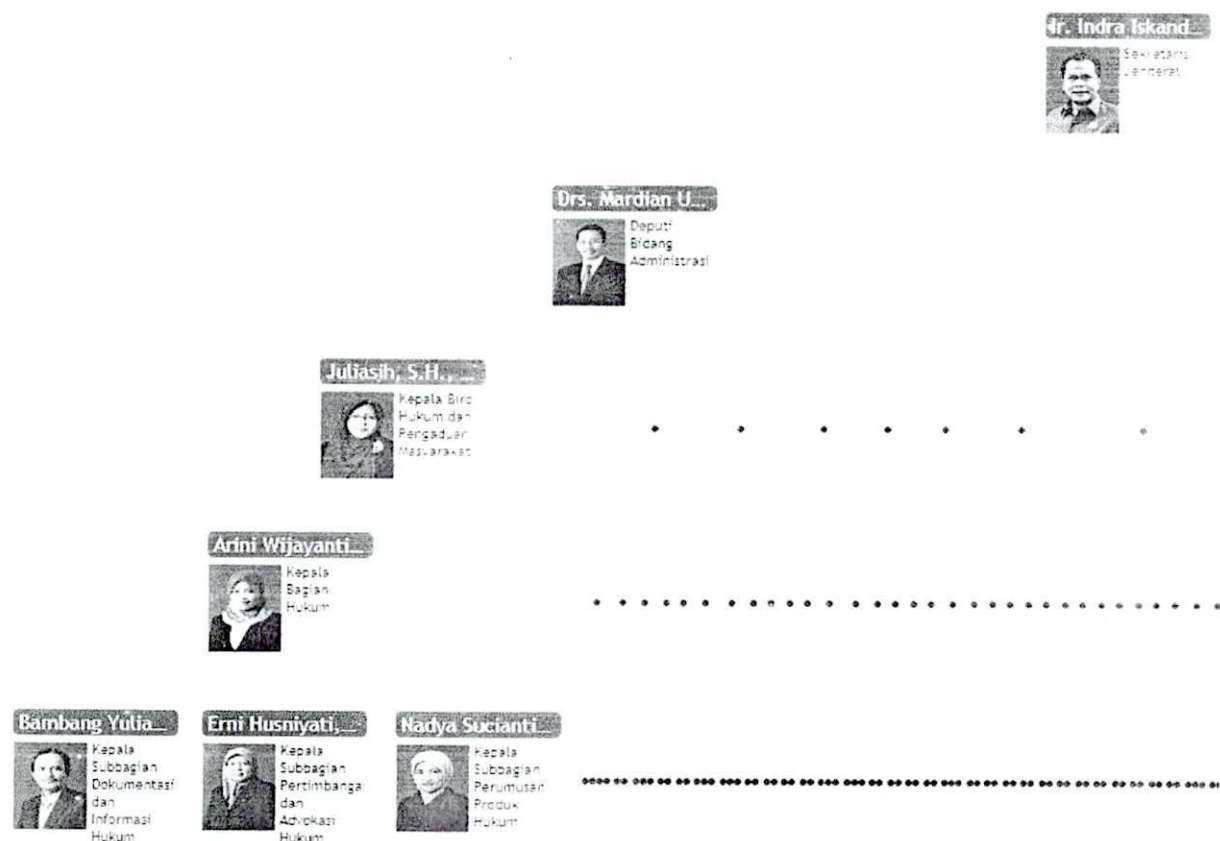 Ir. Indra Iskand...
Sekretaris
Jenderal
Drs. Mardian U...
Deputi
Bidang
Administrasi
Juliasih, S.H., ...
Kepala Biro
Hukum dan
Pengaduan
Masyarakat
Arini Wijayanti...
Kepala
Bagian
Hukum
Bambang Yulia...
Kepala
Subbagian
Dokumentasi
dan
Informasi
Hukum
Erni Husniyati,...
Kepala
Subbagian
Pertimbanga
dan
Advokasi
Hukum
Nadya Sucianti...
Kepala
Subbagian
Perumusan
Produk
Hukum